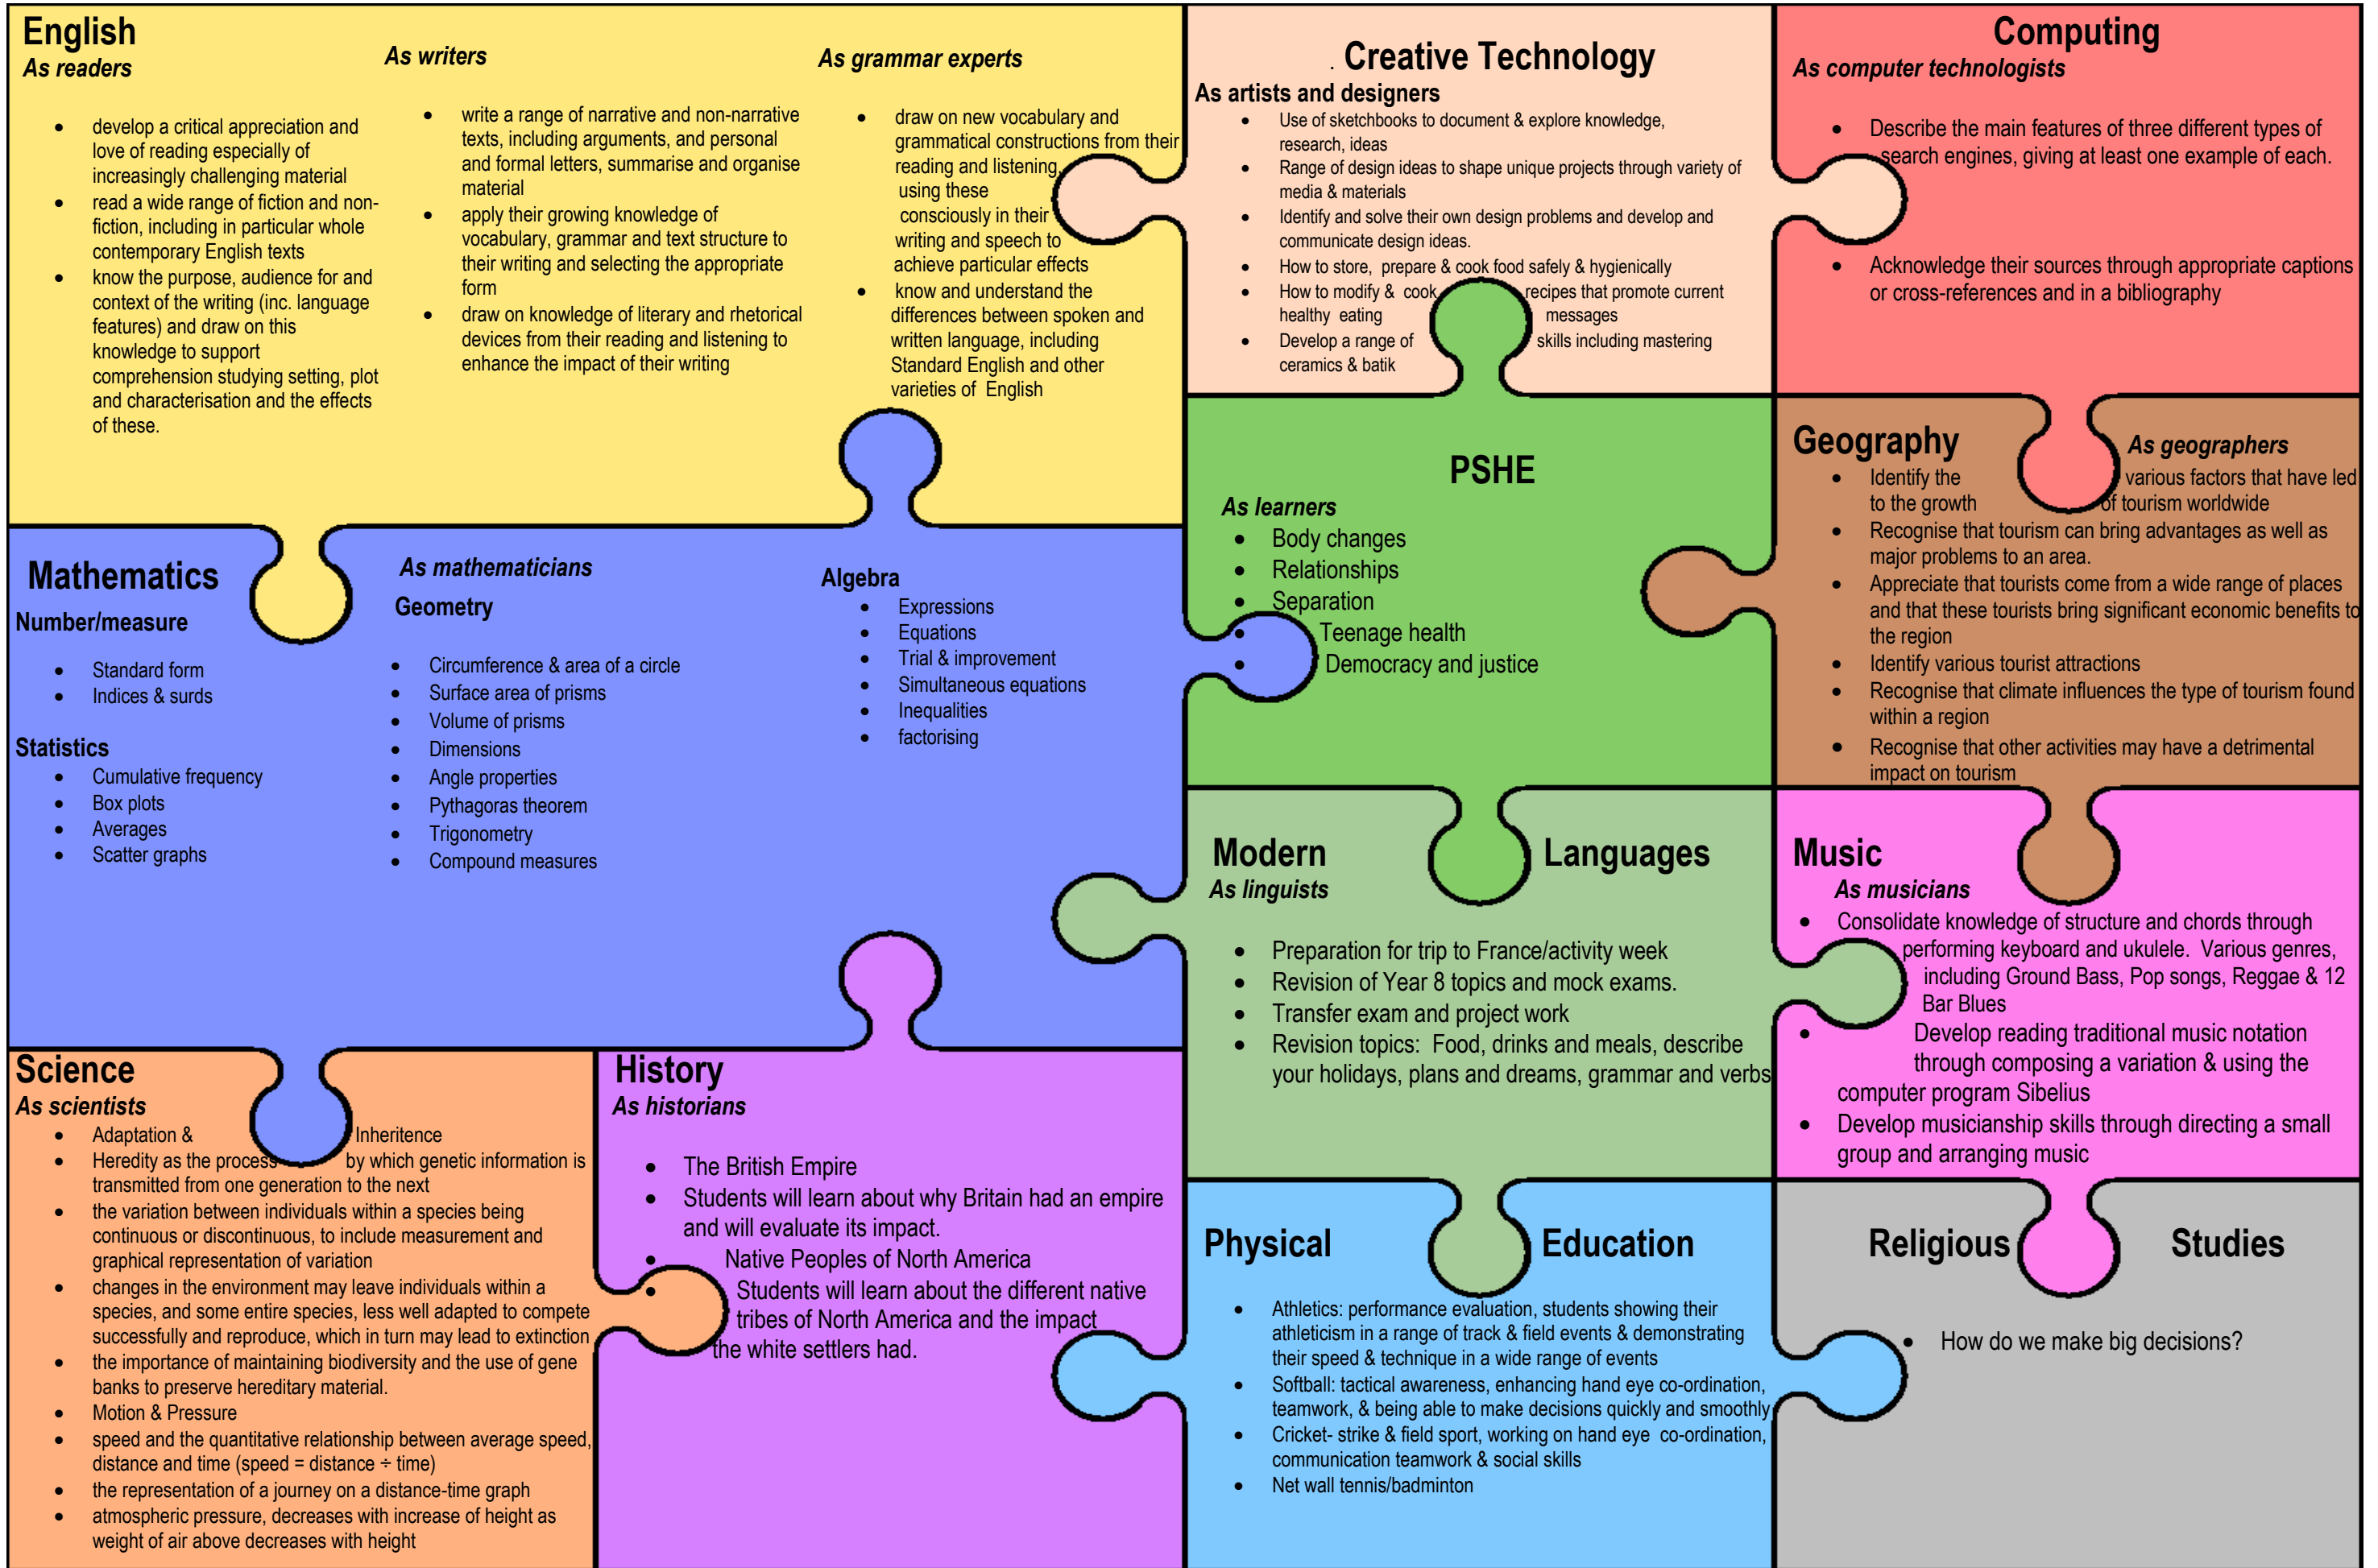 English
As readers
develop a critical appreciation and
love of reading especially of
increasingly challenging material
read a wide range of fiction and non-
fiction, including in particular whole
contemporary English texts
know the purpose, audience for and
context of the writing (inc. language
features) and draw on this
knowledge to support
comprehension studying setting, plot
and characterisation and the effects
of these.
As writers
write a range of narrative and non-narrative
texts, including arguments, and personal
and formal letters, summarise and organise
material
apply their growing knowledge of
vocabulary, grammar and text structure to
their writing and selecting the appropriate
form
draw on knowledge of literary and rhetorical
devices from their reading and listening to
enhance the impact of their writing
As grammar experts
draw on new vocabulary and
grammatical constructions from their
reading and listening,
using these
consciously in their
writing and speech to
achieve particular effects
know and understand the
differences between spoken and
written language, including
Standard English and other
varieties of English
. Creative Technology
As artists and designers
Use of sketchbooks to document & explore knowledge,
research, ideas
Range of design ideas to shape unique projects through variety of
media & materials
Identify and solve their own design problems and develop and
communicate design ideas.
How to store, prepare & cook food safely & hygienically
How to modify & cook recipes that promote current
healthy eating messages
Develop a range of skills including mastering
ceramics & batik
Computing
As computer technologists
Describe the main features of three different types of
search engines, giving at least one example of each.
Acknowledge their sources through appropriate captions
or cross-references and in a bibliography
Mathematics
Number/measure
Standard form
Indices & surds
Statistics
Cumulative frequency
Box plots
Averages
Scatter graphs
As mathematicians
Geometry
Circumference & area of a circle
Surface area of prisms
Volume of prisms
Dimensions
Angle properties
Pythagoras theorem
Trigonometry
Compound measures
Algebra
Expressions
Equations
Trial & improvement
Simultaneous equations
Inequalities
factorising
PSHE
As learners
Body changes
Relationships
Separation
Teenage health
Democracy and justice
Geography
As geographers
Identify the various factors that have led
to the growth of tourism worldwide
Recognise that tourism can bring advantages as well as
major problems to an area.
Appreciate that tourists come from a wide range of places
and that these tourists bring significant economic benefits to
the region
Identify various tourist attractions
Recognise that climate influences the type of tourism found
within a region
Recognise that other activities may have a detrimental
impact on tourism
Modern Languages
As linguists
Preparation for trip to France/activity week
Revision of Year 8 topics and mock exams.
Transfer exam and project work
Revision topics: Food, drinks and meals, describe
your holidays, plans and dreams, grammar and verbs
Music
As musicians
Consolidate knowledge of structure and chords through
performing keyboard and ukulele. Various genres,
including Ground Bass, Pop songs, Reggae & 12
Bar Blues
Develop reading traditional music notation
through composing a variation & using the
computer program Sibelius
Develop musicianship skills through directing a small
group and arranging music
Science
As scientists
Adaptation & Inheritence
Heredity as the process by which genetic information is
transmitted from one generation to the next
the variation between individuals within a species being
continuous or discontinuous, to include measurement and
graphical representation of variation
changes in the environment may leave individuals within a
species, and some entire species, less well adapted to compete
successfully and reproduce, which in turn may lead to extinction
the importance of maintaining biodiversity and the use of gene
banks to preserve hereditary material.
Motion & Pressure
speed and the quantitative relationship between average speed,
distance and time (speed = distance ÷ time)
the representation of a journey on a distance-time graph
atmospheric pressure, decreases with increase of height as
weight of air above decreases with height
History
As historians
The British Empire
Students will learn about why Britain had an empire
and will evaluate its impact.
Native Peoples of North America
Students will learn about the different native
tribes of North America and the impact
the white settlers had.
Physical Education
Athletics: performance evaluation, students showing their
athleticism in a range of track & field events & demonstrating
their speed & technique in a wide range of events
Softball: tactical awareness, enhancing hand eye co-ordination,
teamwork, & being able to make decisions quickly and smoothly
Cricket- strike & field sport, working on hand eye co-ordination,
communication teamwork & social skills
Net wall tennis/badminton
Religious Studies
How do we make big decisions?